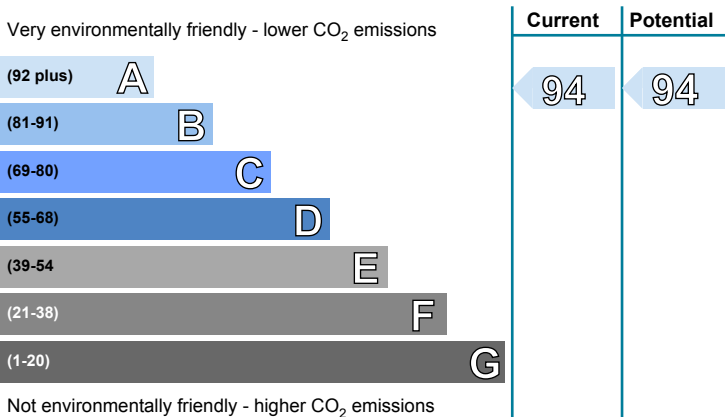 Current Potential
Very environmentally friendly - lower CO₂ emissions
(92 plus) A 94 94
(81-91) B
(69-80) C
(55-68) D
(39-54 E
(21-38) F
(1-20) G
Not environmentally friendly - higher CO₂ emissions